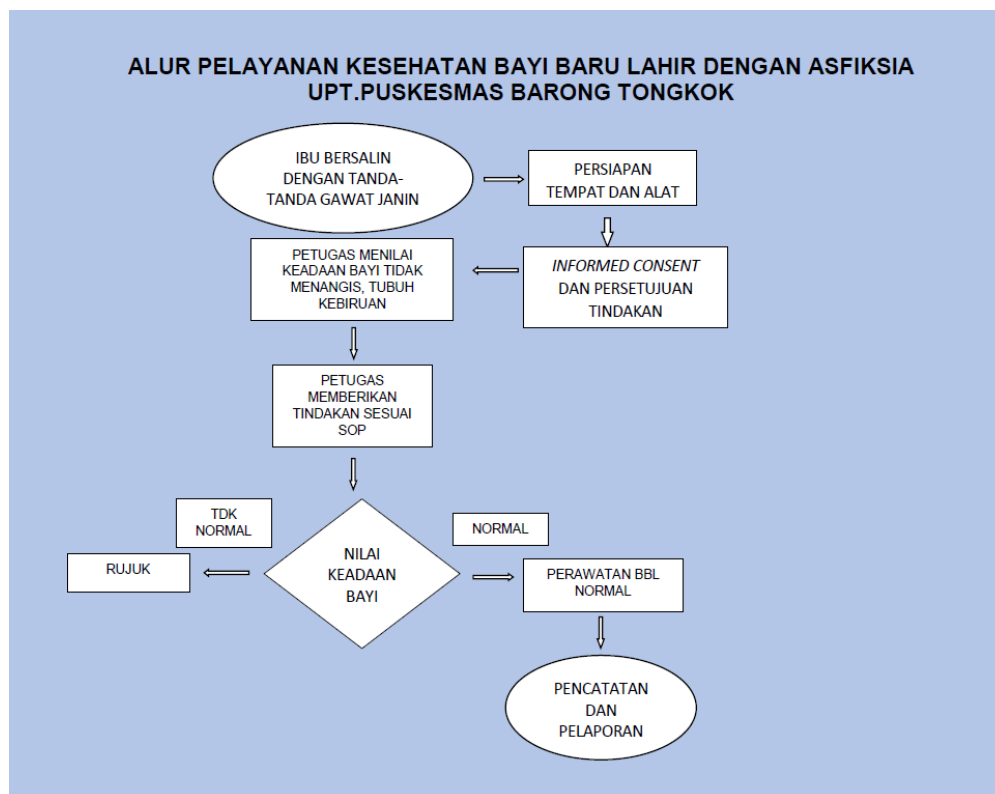 ALUR PELAYANAN KESEHATAN BAYI BARU LAHIR DENGAN ASFIKSIA
UPT.PUSKESMAS BARONG TONGKOK
IBU BERSALIN
DENGAN TANDA-
TANDA GAWAT JANIN
PERSIAPAN
TEMPAT DAN ALAT
INFORMED CONSENT
DAN PERSETUJUAN
TINDAKAN
PETUGAS MENILAI
KEADAAN BAYI TIDAK
MENANGIS, TUBUH
KEBIRUAN
PETUGAS
MEMBERIKAN
TINDAKAN SESUAI
SOP
NILAI
KEADAAN
BAYI
TDK
NORMAL
RUJUK
NORMAL
PERAWATAN BBL
NORMAL
PENCATATAN
DAN
PELAPORAN